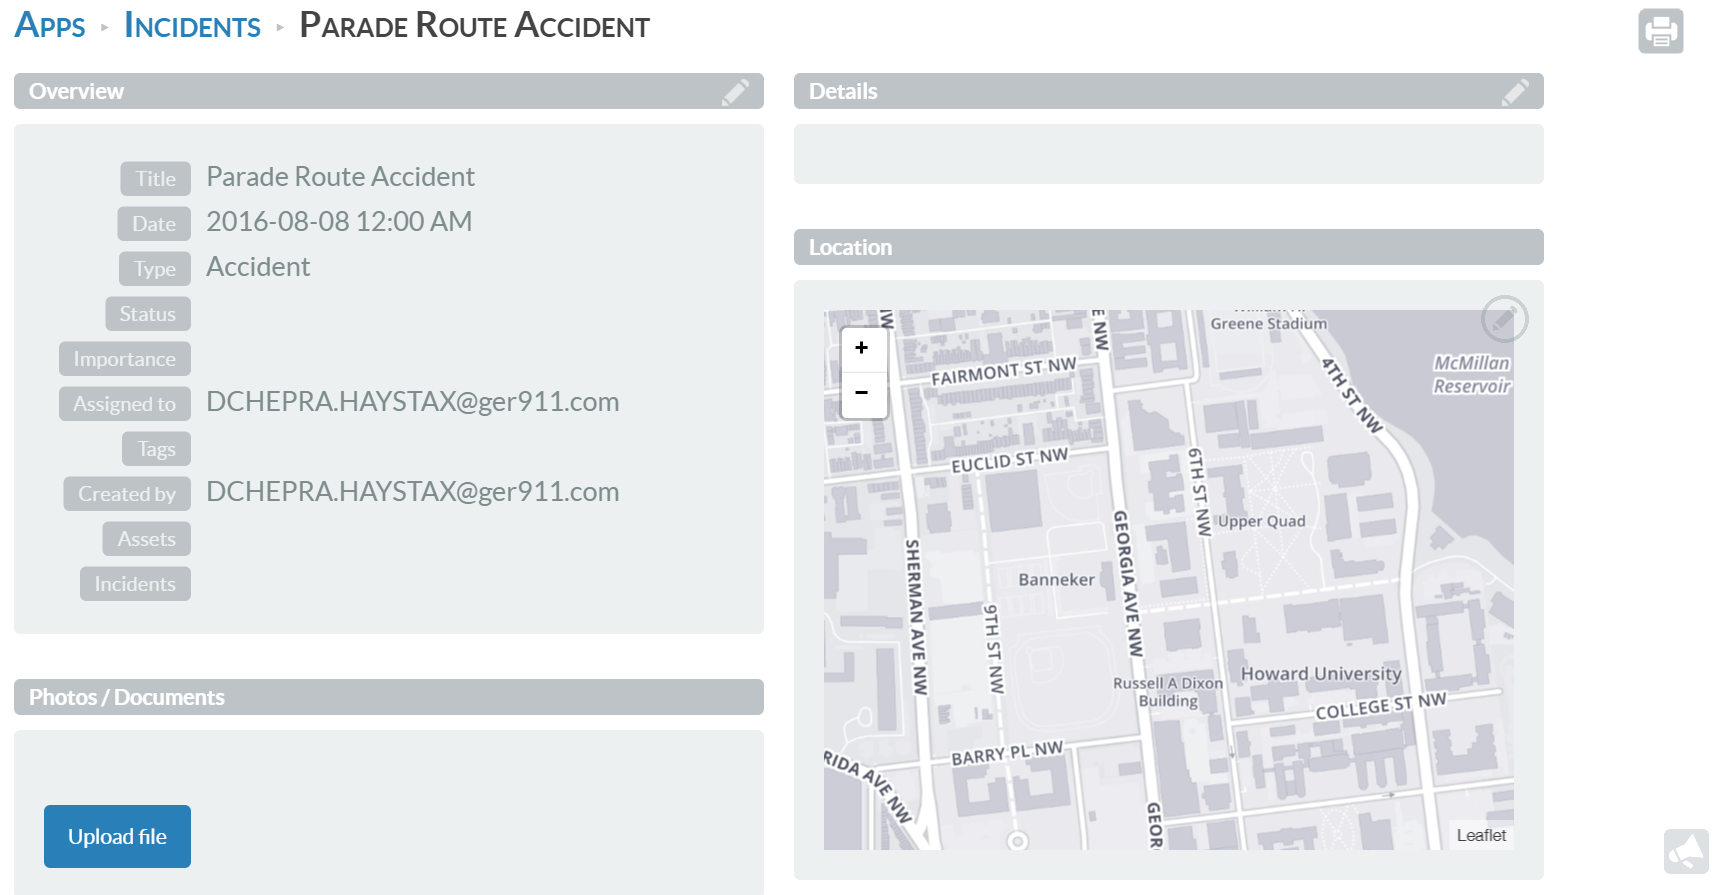 Apps ▸ Incidents ▸ Parade Route Accident
Overview
Title Parade Route Accident
Date 2016-08-08 12:00 AM
Type Accident
Status
Importance
Assigned to DCHEPRA.HAYSTAX@ger911.com
Tags
Created by DCHEPRA.HAYSTAX@ger911.com
Assets
Incidents
Photos / Documents
Upload file
Details
Location
+
−
NW
E NW
Greene Stadium
McMillan
Reservoir
FAIRMONT ST NW
4TH ST NW
EUCLID ST NW
6TH ST NW
Upper Quad
GEORGIA AVE NW
SHERMAN AVE NW
Banneker
9TH ST NW
Howard University
Russell A Dixon
Building
COLLEGE ST NW
BARRY PL NW
RIDA AVE NW
GEOR
Leaflet